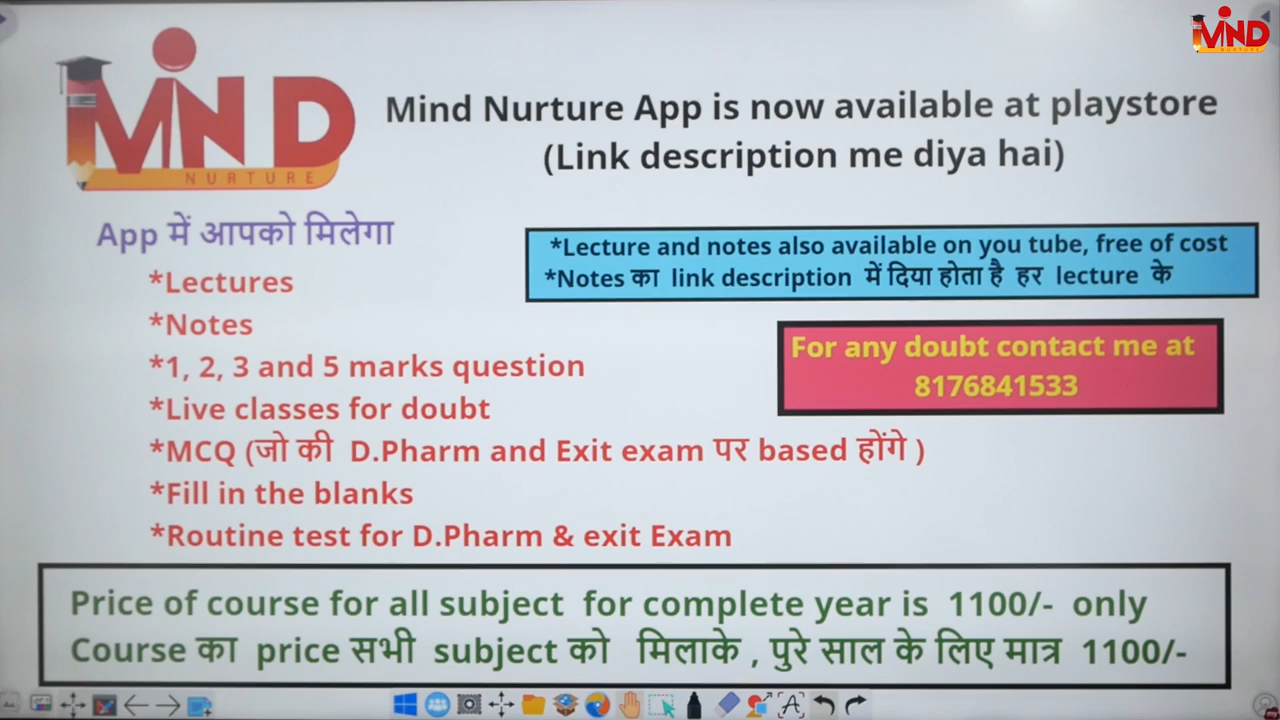 MIND
NURTURE
MIND
NURTURE
Mind Nurture App is now available at playstore
(Link description me diya hai)
App में आपको मिलेगा
*Lectures
*Notes
*1, 2, 3 and 5 marks question
*Live classes for doubt
*MCQ (जो की D.Pharm and Exit exam पर based होंगे )
*Fill in the blanks
*Routine test for D.Pharm & exit Exam
*Lecture and notes also available on you tube, free of cost
*Notes का link description में दिया होता है हर lecture के
For any doubt contact me at
8176841533
Price of course for all subject for complete year is 1100/- only
Course का price सभी subject को मिलाके , पुरे साल के लिए मात्र 1100/-